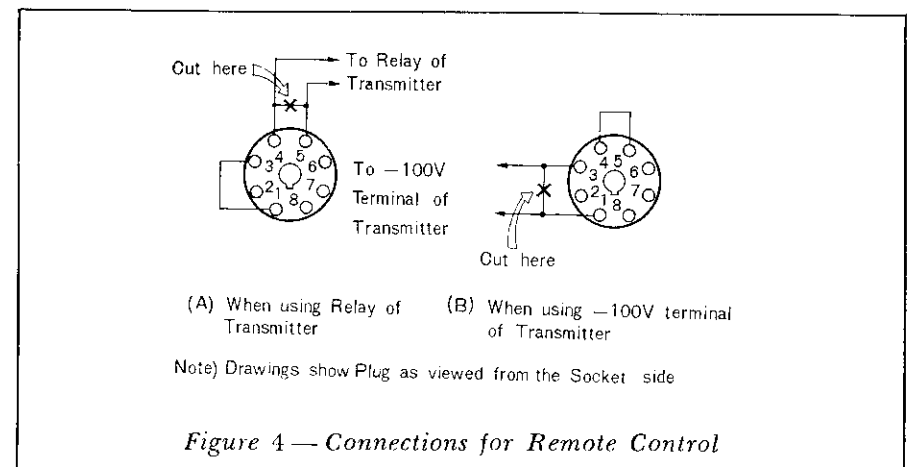 Cut here
To Relay of
Transmitter
4 5
3 6
2 7
1 8
To −100V
Terminal of
Transmitter
4 5
3 6
2 7
1 8
Cut here
(A) When using Relay of
Transmitter
(B) When using −100V terminal
of Transmitter
Note) Drawings show Plug as viewed from the Socket side
Figure 4 — Connections for Remote Control